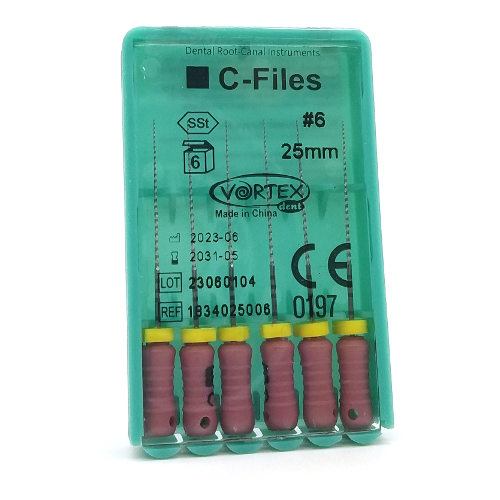 Dental Root-Canal Instruments
C-Files
SSt
#6
6
25mm
VORTEX
dent
Made in China
2023-06
2031-05
LOT 23060104
REF 1834025006
CE
0197